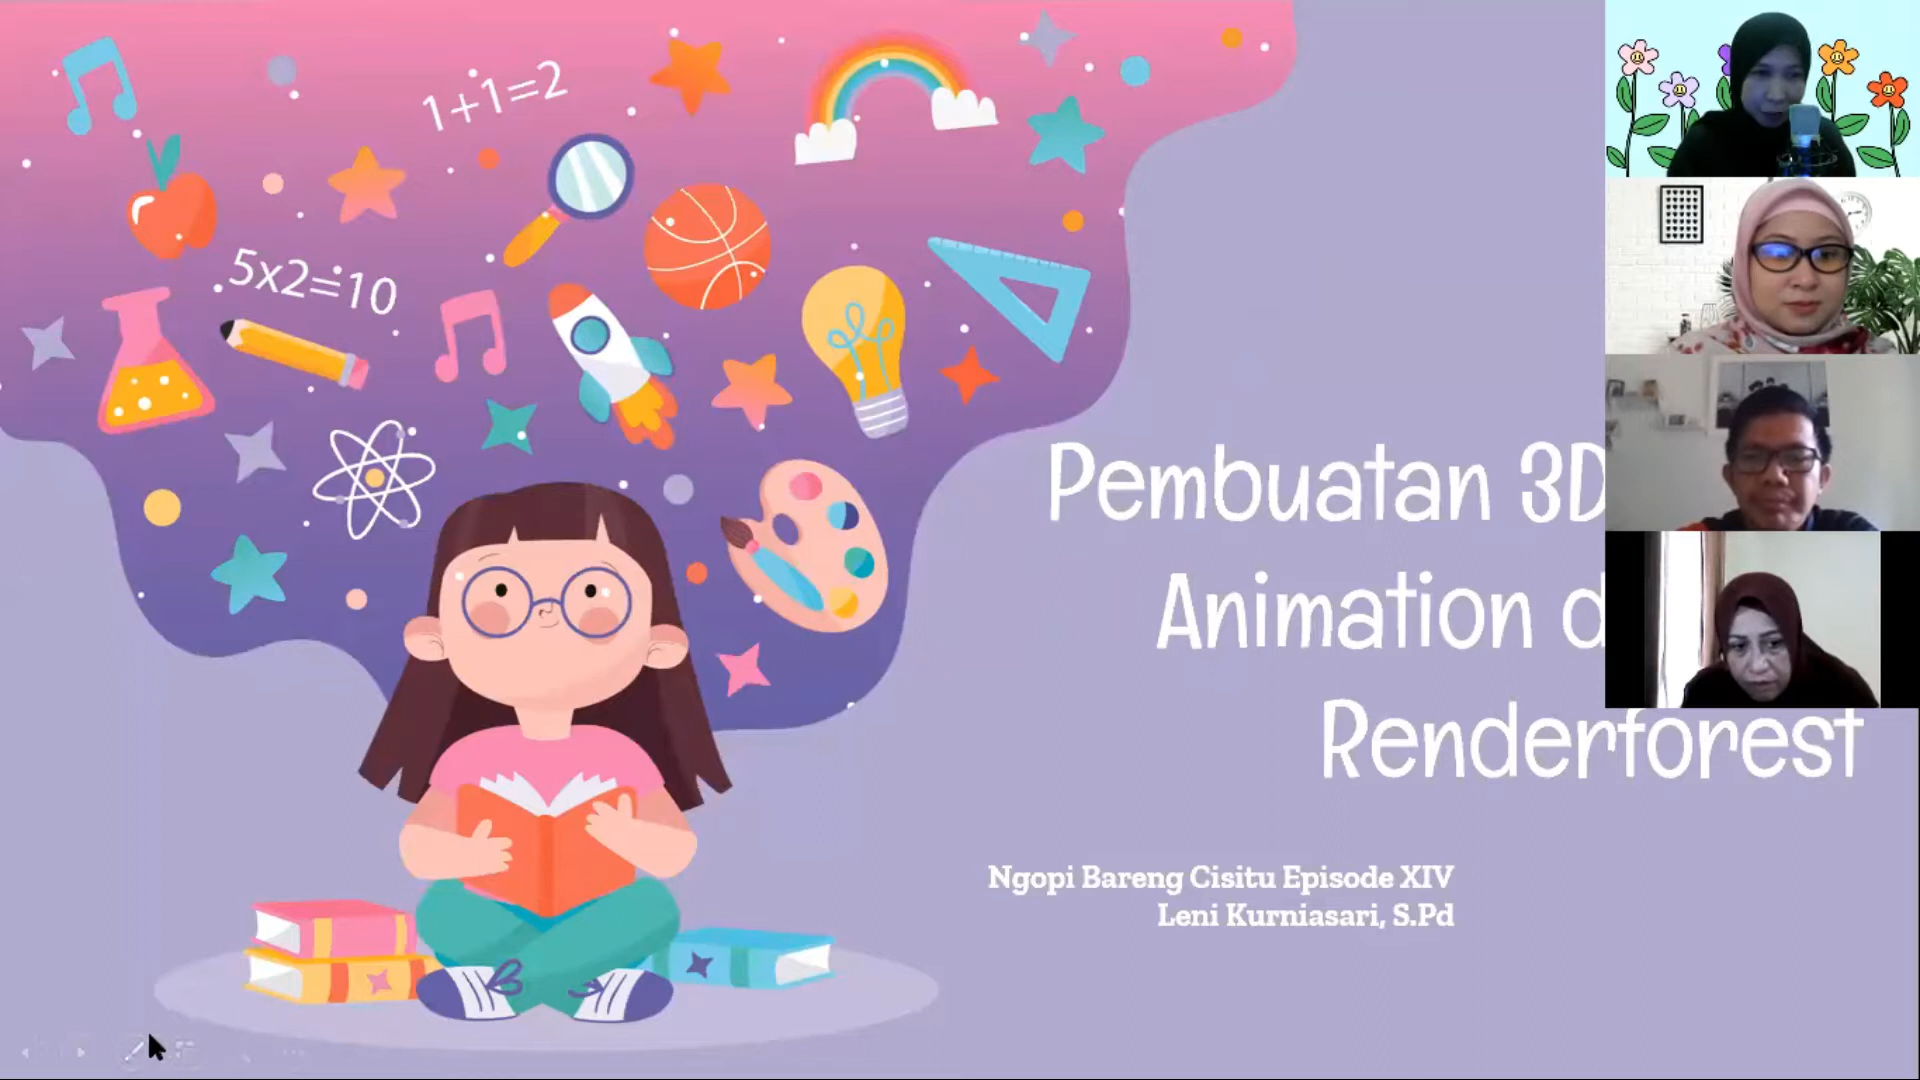 1+1=2
5x2=10
Pembuatan 3D
Animation d
Renderforest
Ngopi Bareng Cisitu Episode XIV
Leni Kurniasari, S.Pd